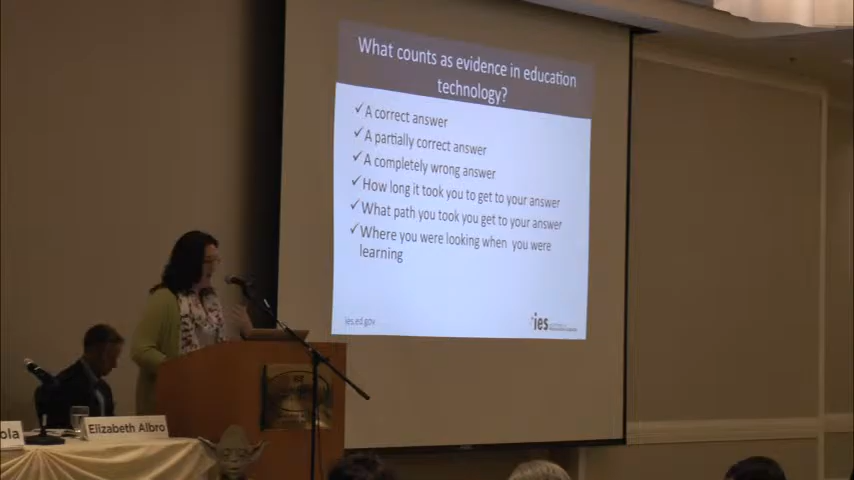 What counts as evidence in education
technology?
✓ A correct answer
✓ A partially correct answer
✓ A completely wrong answer
✓ How long it took you to get to your answer
✓ What path you took you get to your answer
✓ Where you were looking when you were
learning
ies.ed.gov
ies
ola
Elizabeth Albro